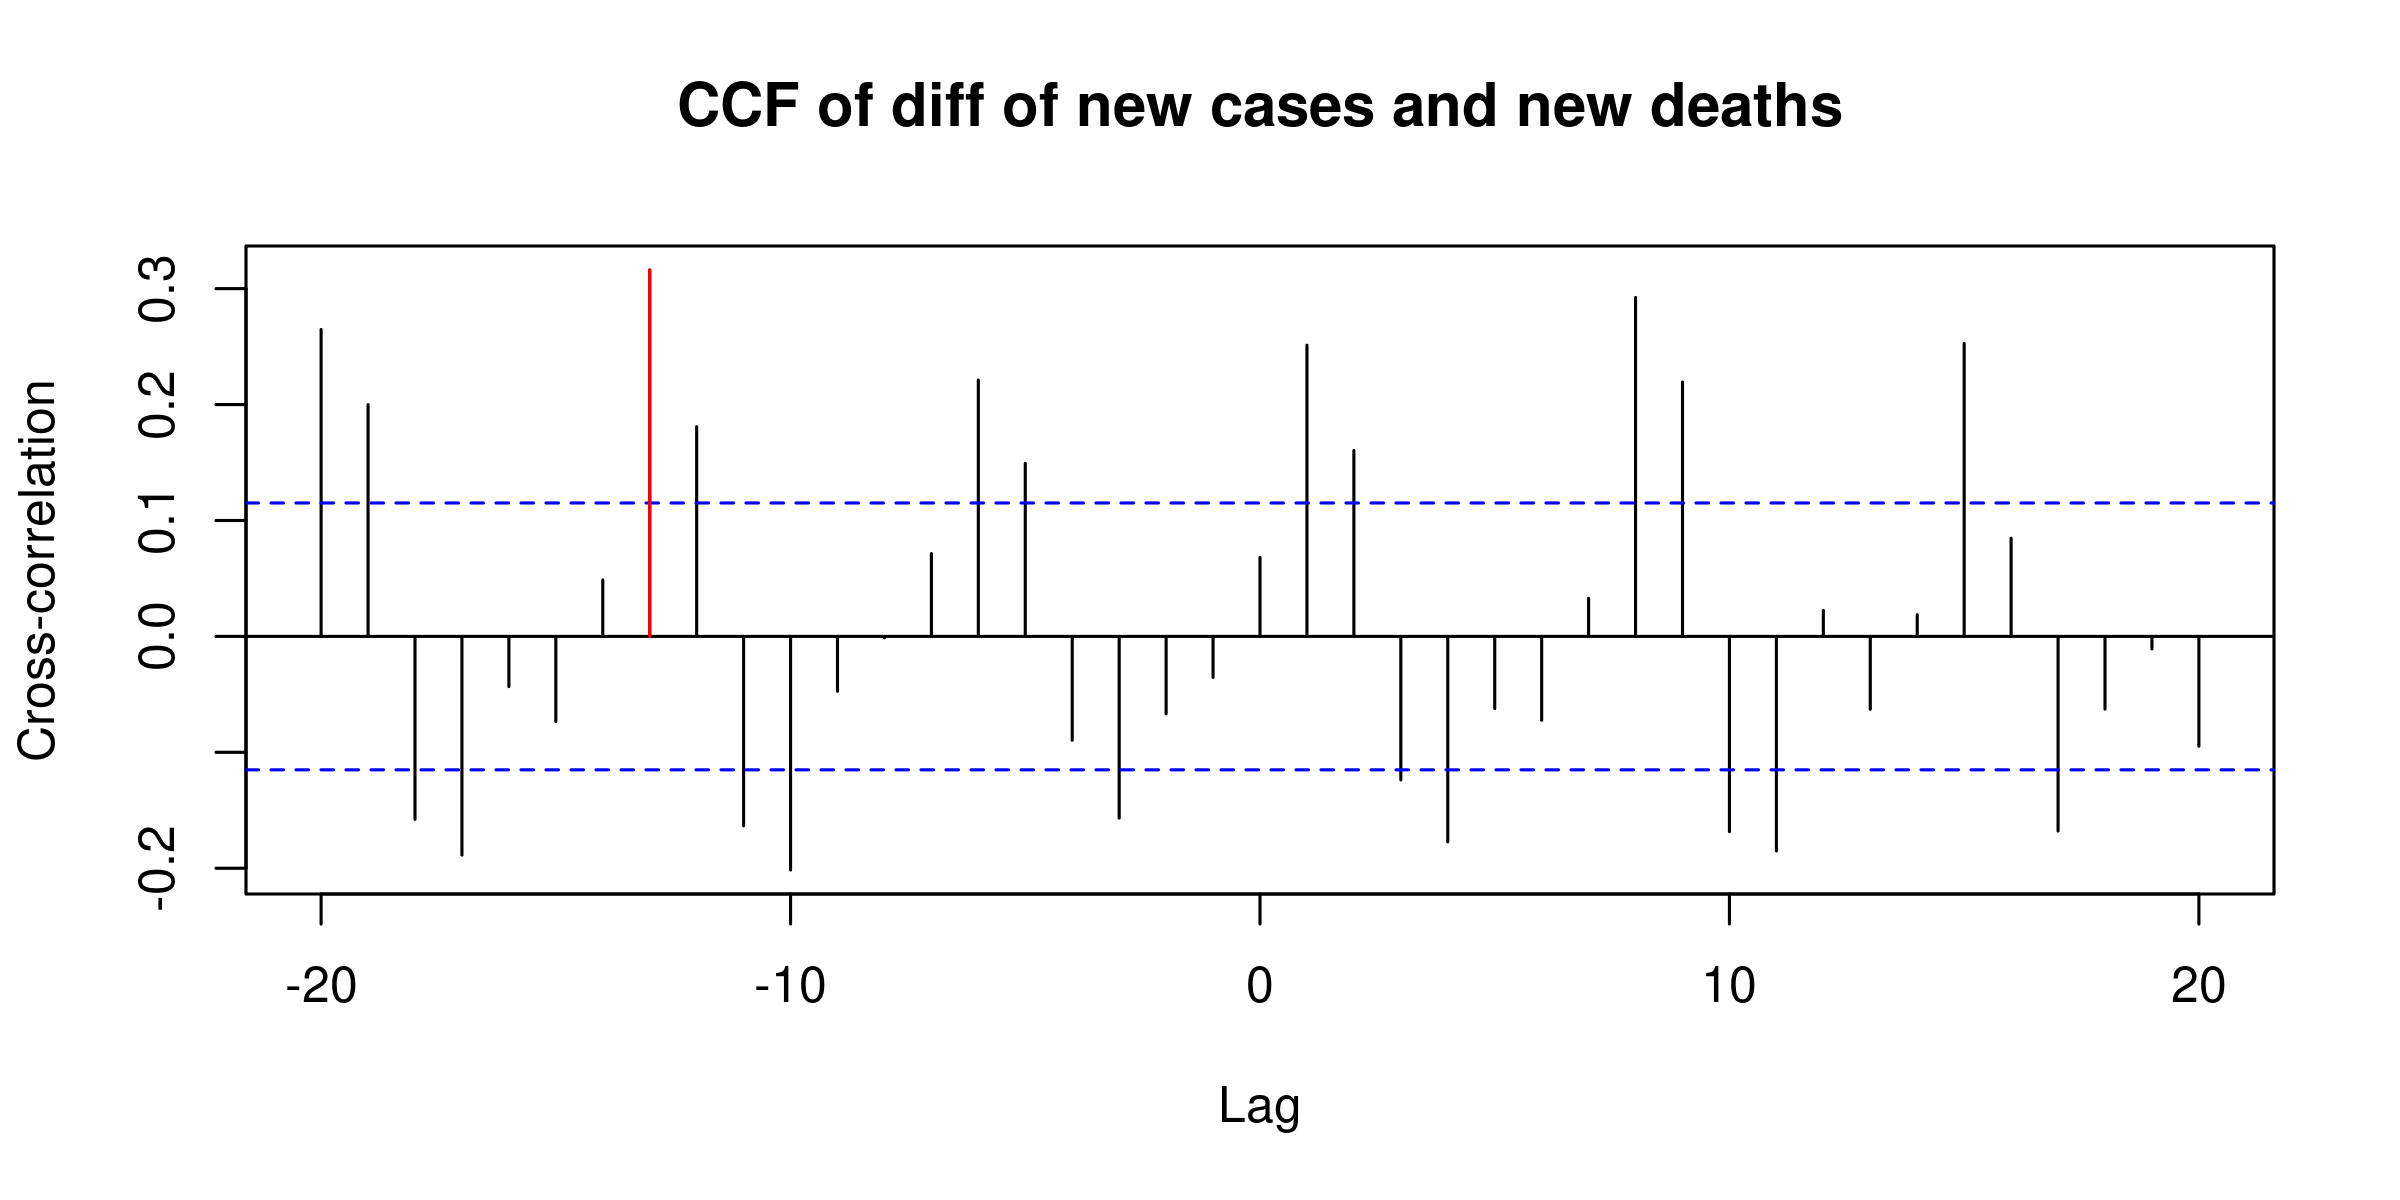 CCF of diff of new cases and new deaths
Cross-correlation
0.3
0.2
0.1
0.0
-0.2
-20 -10 0 10 20
Lag